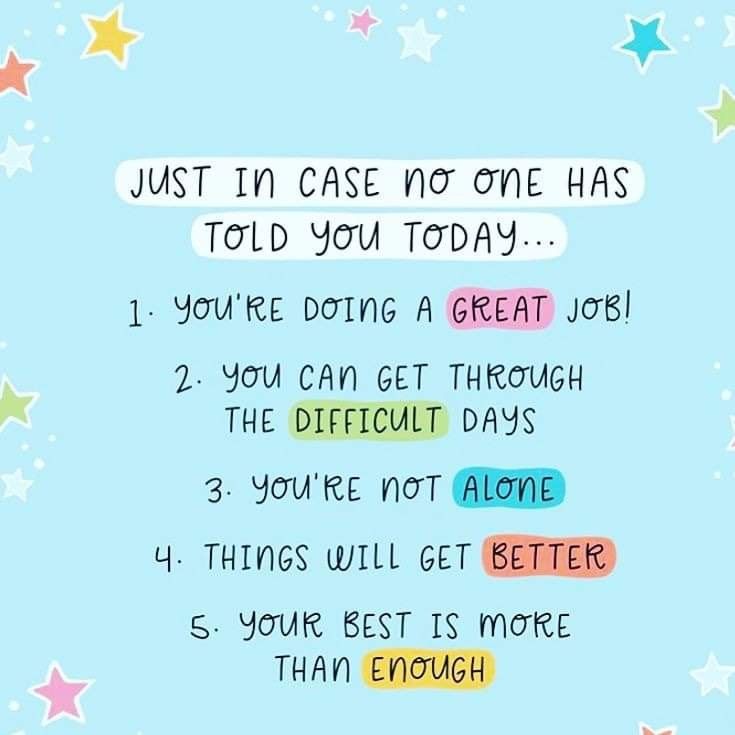 JUST IN CASE NO ONE HAS
TOLD YOU TODAY...
1. YOU'RE DOING A GREAT JOB!
2. YOU CAN GET THROUGH
THE DIFFICULT DAYS
3. YOU'RE NOT ALONE
4. THINGS WILL GET BETTER
5. YOUR BEST IS MORE
THAN ENOUGH